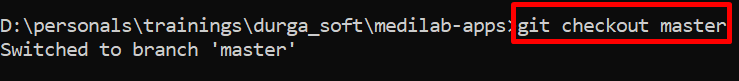 D:\personals\trainings\durga_soft\medilab-apps>git checkout master
Switched to branch 'master'